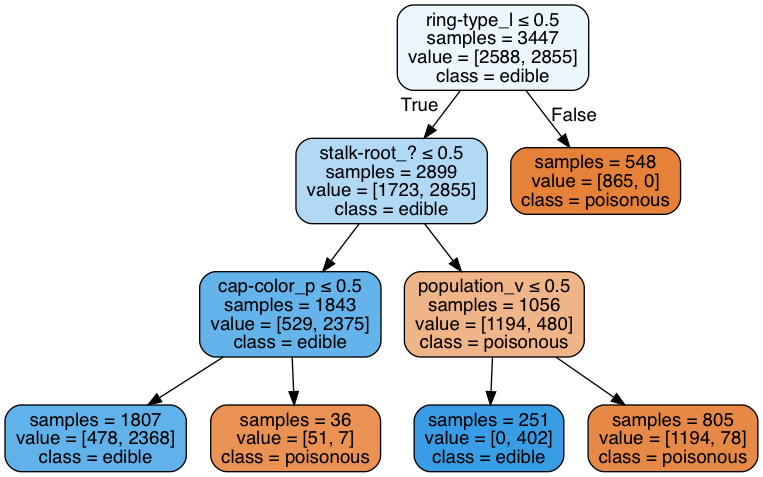 ring-type_l ≤ 0.5
samples = 3447
value = [2588, 2855]
class = edible
True
False
stalk-root_? ≤ 0.5
samples = 2899
value = [1723, 2855]
class = edible
samples = 548
value = [865, 0]
class = poisonous
cap-color_p ≤ 0.5
samples = 1843
value = [529, 2375]
class = edible
population_v ≤ 0.5
samples = 1056
value = [1194, 480]
class = poisonous
samples = 1807
value = [478, 2368]
class = edible
samples = 36
value = [51, 7]
class = poisonous
samples = 251
value = [0, 402]
class = edible
samples = 805
value = [1194, 78]
class = poisonous